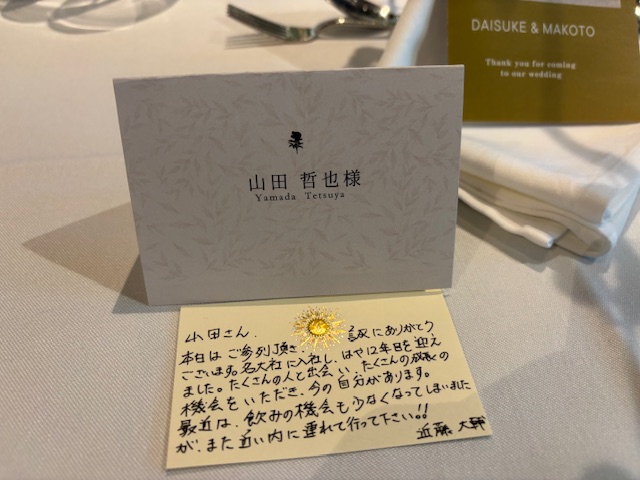 DAISUKE & MAKOTO
Thank you for coming
to our wedding
山田 哲也様
Yamada Tetsuya
山田さん、
本日はご参列頂き、誠にありがとう
ございます。名大社に入社し、はや12年目を迎え
ました。たくさんの人と出会い、たくさんの成長の
機会をいただき、今の自分があります。
最近は、飲みの機会も少なくなってしまいました
が、また近い内に連れて行って下さい!!
近藤 大輔